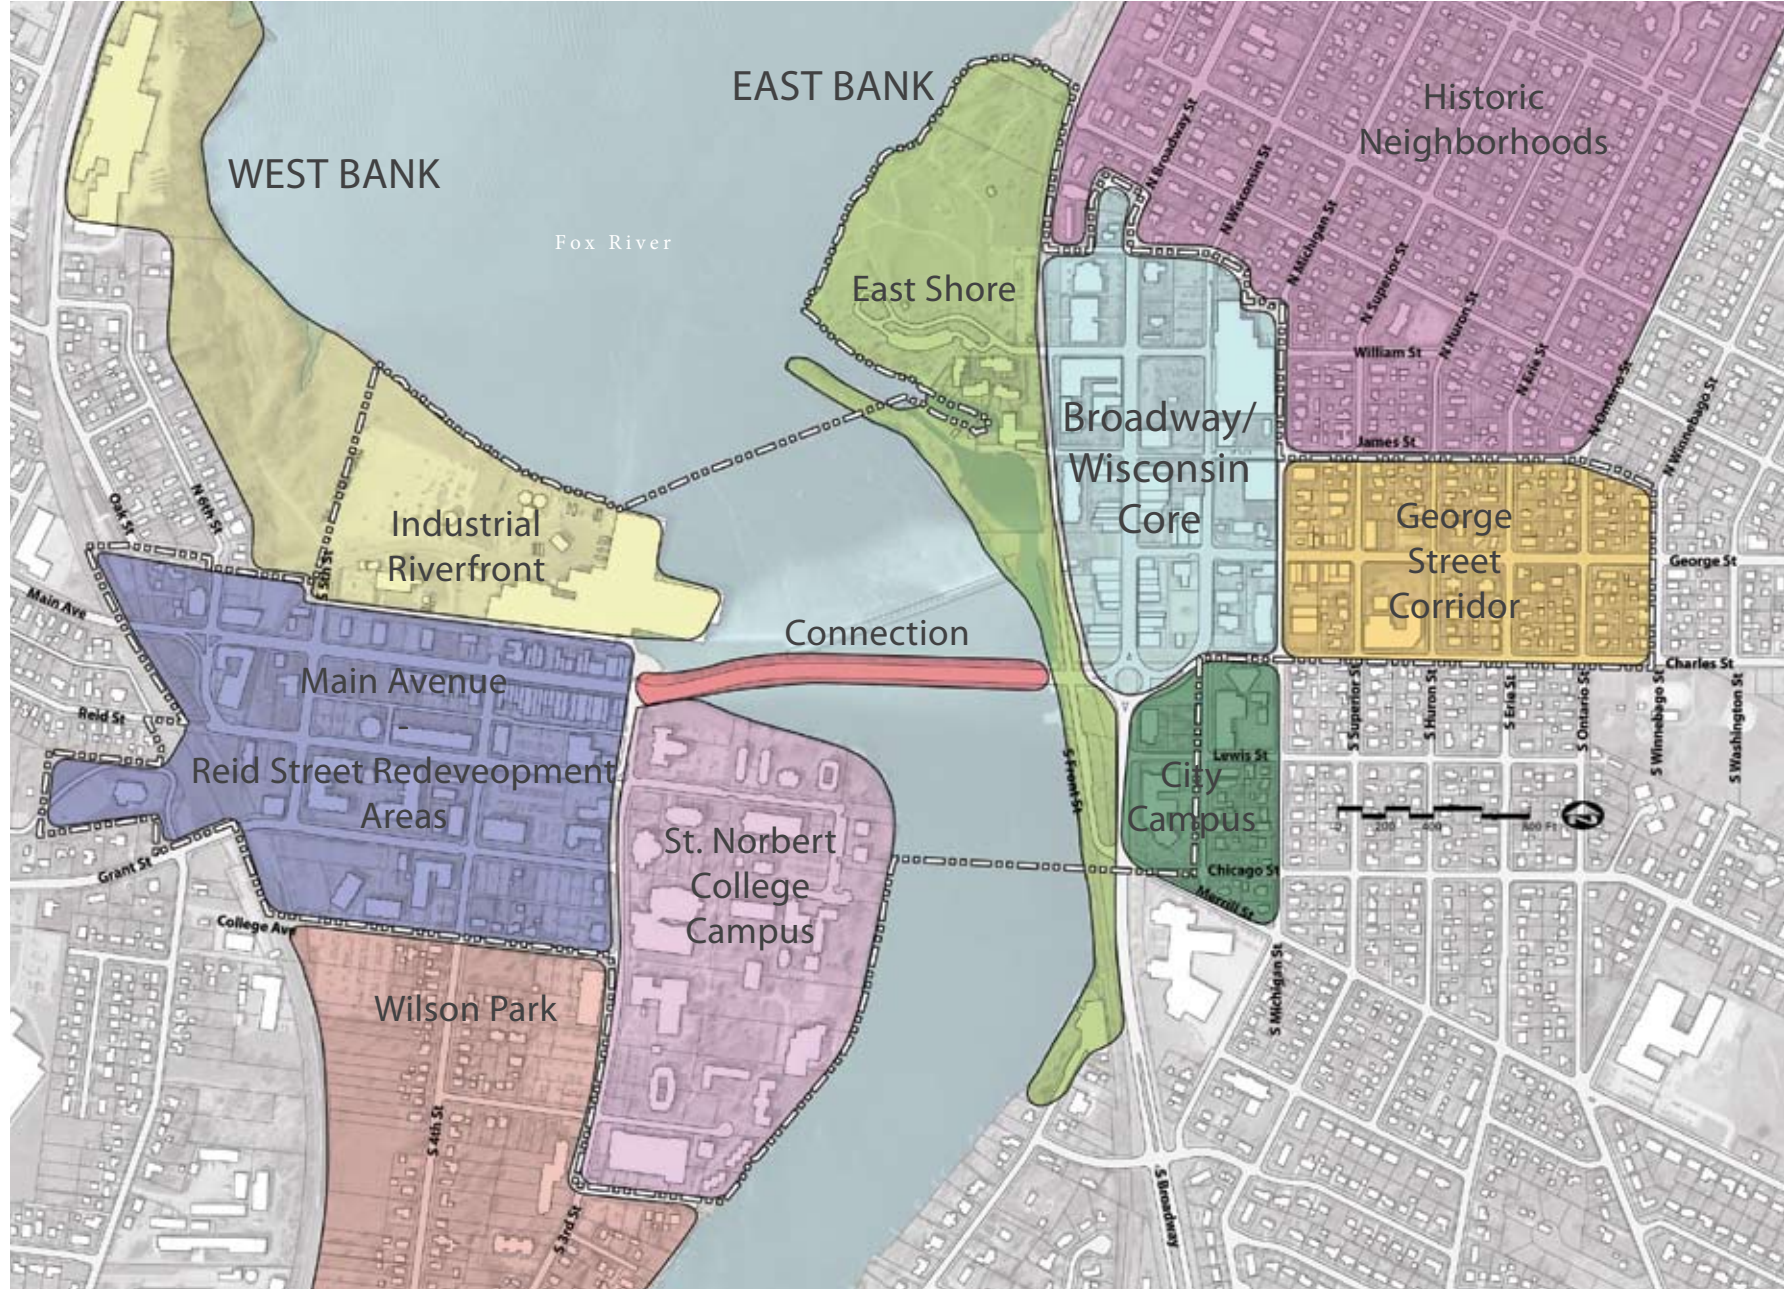 EAST BANK
Historic
Neighborhoods
WEST BANK
Fox River
N Broadway St
N Wisconsin St
N Michigan St
N Superior St
N Huron St
N Erie St
N Ontario St
N Winnebago St
East Shore
William St
James St
Broadway/
Wisconsin
Core
George
Street
Corridor
George St
Charles St
Oak St
N 6th St
S 5th St
Main Ave
Industrial
Riverfront
Connection
Main Avenue
-
Reid Street Redeveopment
Areas
Reid St
Grant St
College Ave
St. Norbert
College
Campus
Wilson Park
S 4th St
S 3rd St
S Front St
City
Campus
Lewis St
Chicago St
Merrill St
S Michigan St
S Superior St
S Huron St
S Erie St
S Ontario St
S Winnebago St
S Washington St
0 200 400 800 Ft
S Broadway